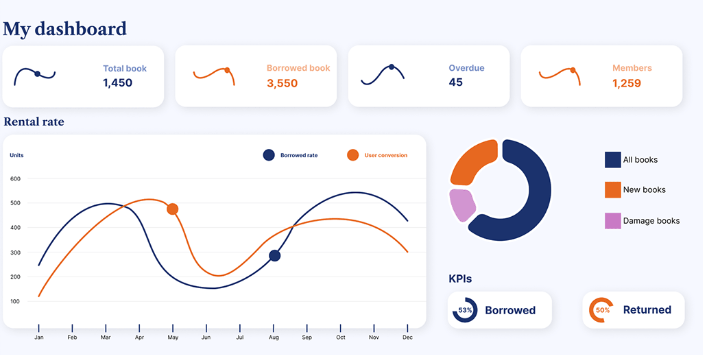 My dashboard
Total book
1,450
Borrowed book
3,550
Overdue
45
Members
1,259
Rental rate
Units
Borrowed rate
User conversion
600
500
400
300
200
100
Jan Feb Mar Apr May Jun Jul Aug Sep Oct Nov Dec
All books
New books
Damage books
KPIs
53% Borrowed
50% Returned